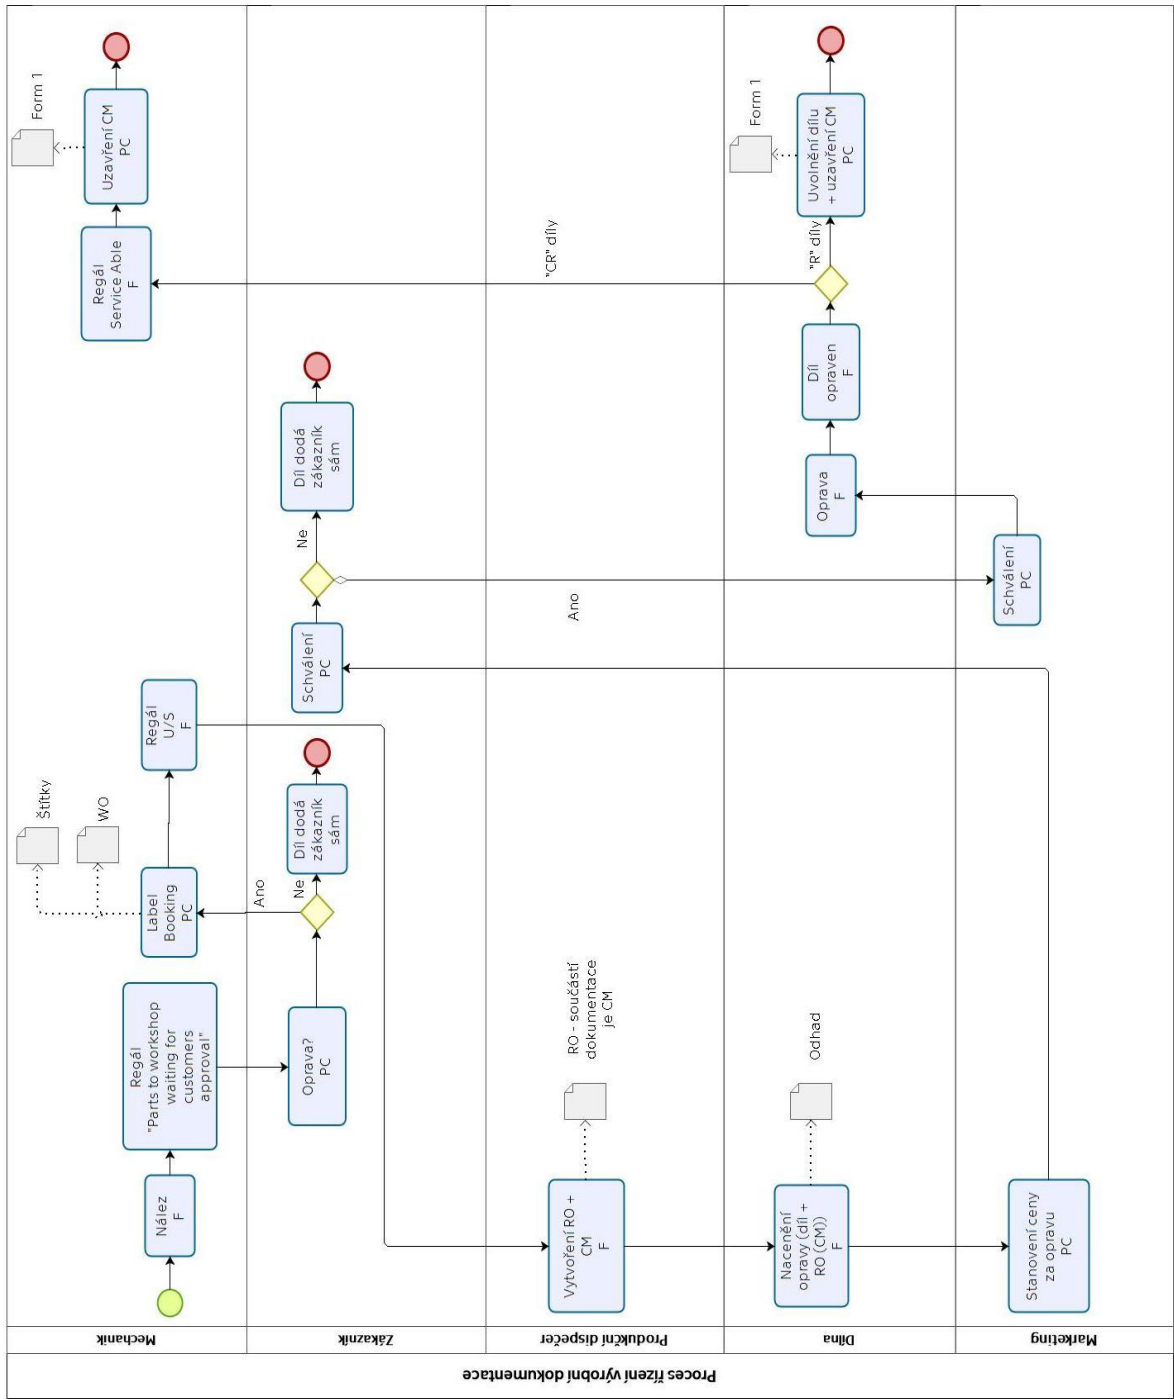 Proces řízení výrobní dokumentace
Mechanik
Nález
F
Regál
"Parts to workshop
waiting for
customers
approval"
Label
Booking
PC
Štítky
WO
Regál
U/S
F
Regál
Service Able
F
Uzavření CM
PC
Form 1
Zákazník
Oprava?
PC
Ano
Ne
Díl dodá
zákazník
sám
Schválení
PC
Ne
Díl dodá
zákazník
sám
Ano
Produkční dispečer
Vytvoření RO +
CM
F
RO - součástí
dokumentace
je CM
"CR" díly
Dílna
Nacenění
opravy (díl +
RO (CM))
F
Odhad
Oprava
F
Díl
opraven
F
"R" díly
Uvolnění dílu
+ uzavření CM
PC
Form 1
Marketing
Stanovení ceny
za opravu
PC
Schválení
PC